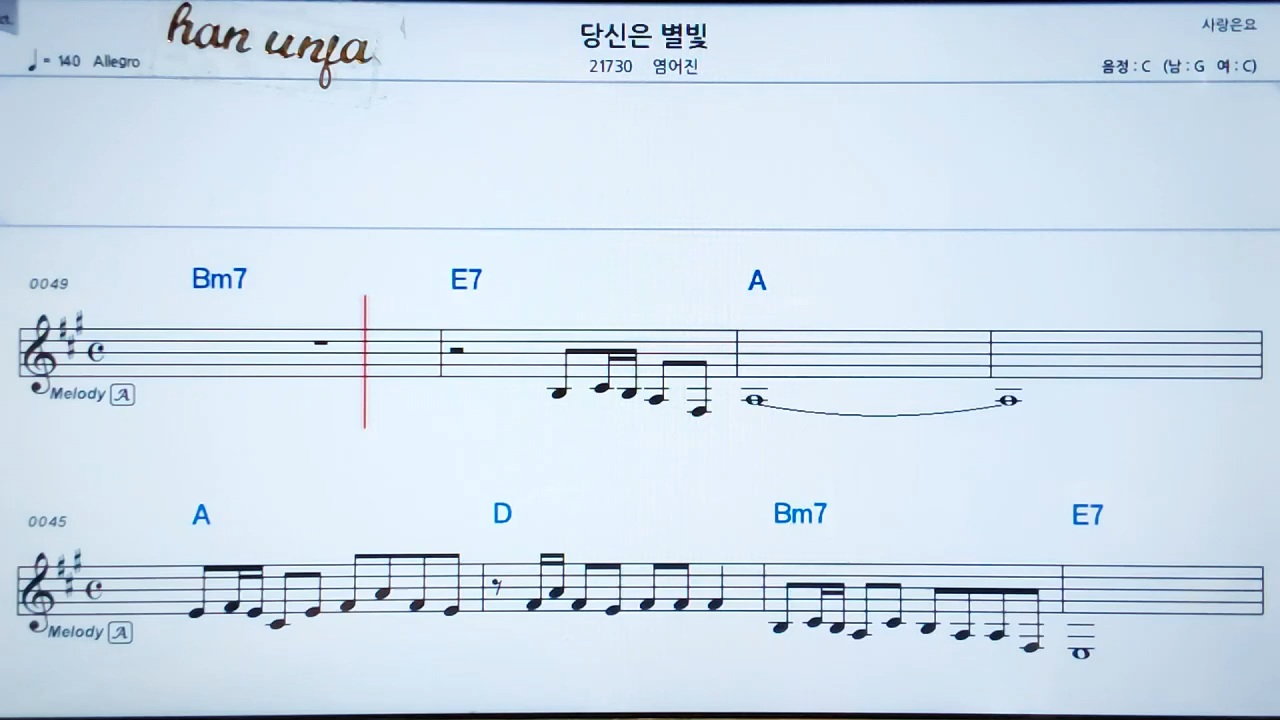 han unfa
당신은 별빛
사랑은요
♩= 140 Allegro
21730 염어진
음정 : C (남 : G 여 : C)
0049 Bm7 E7 A
Melody A
0045 A D Bm7 E7
Melody A